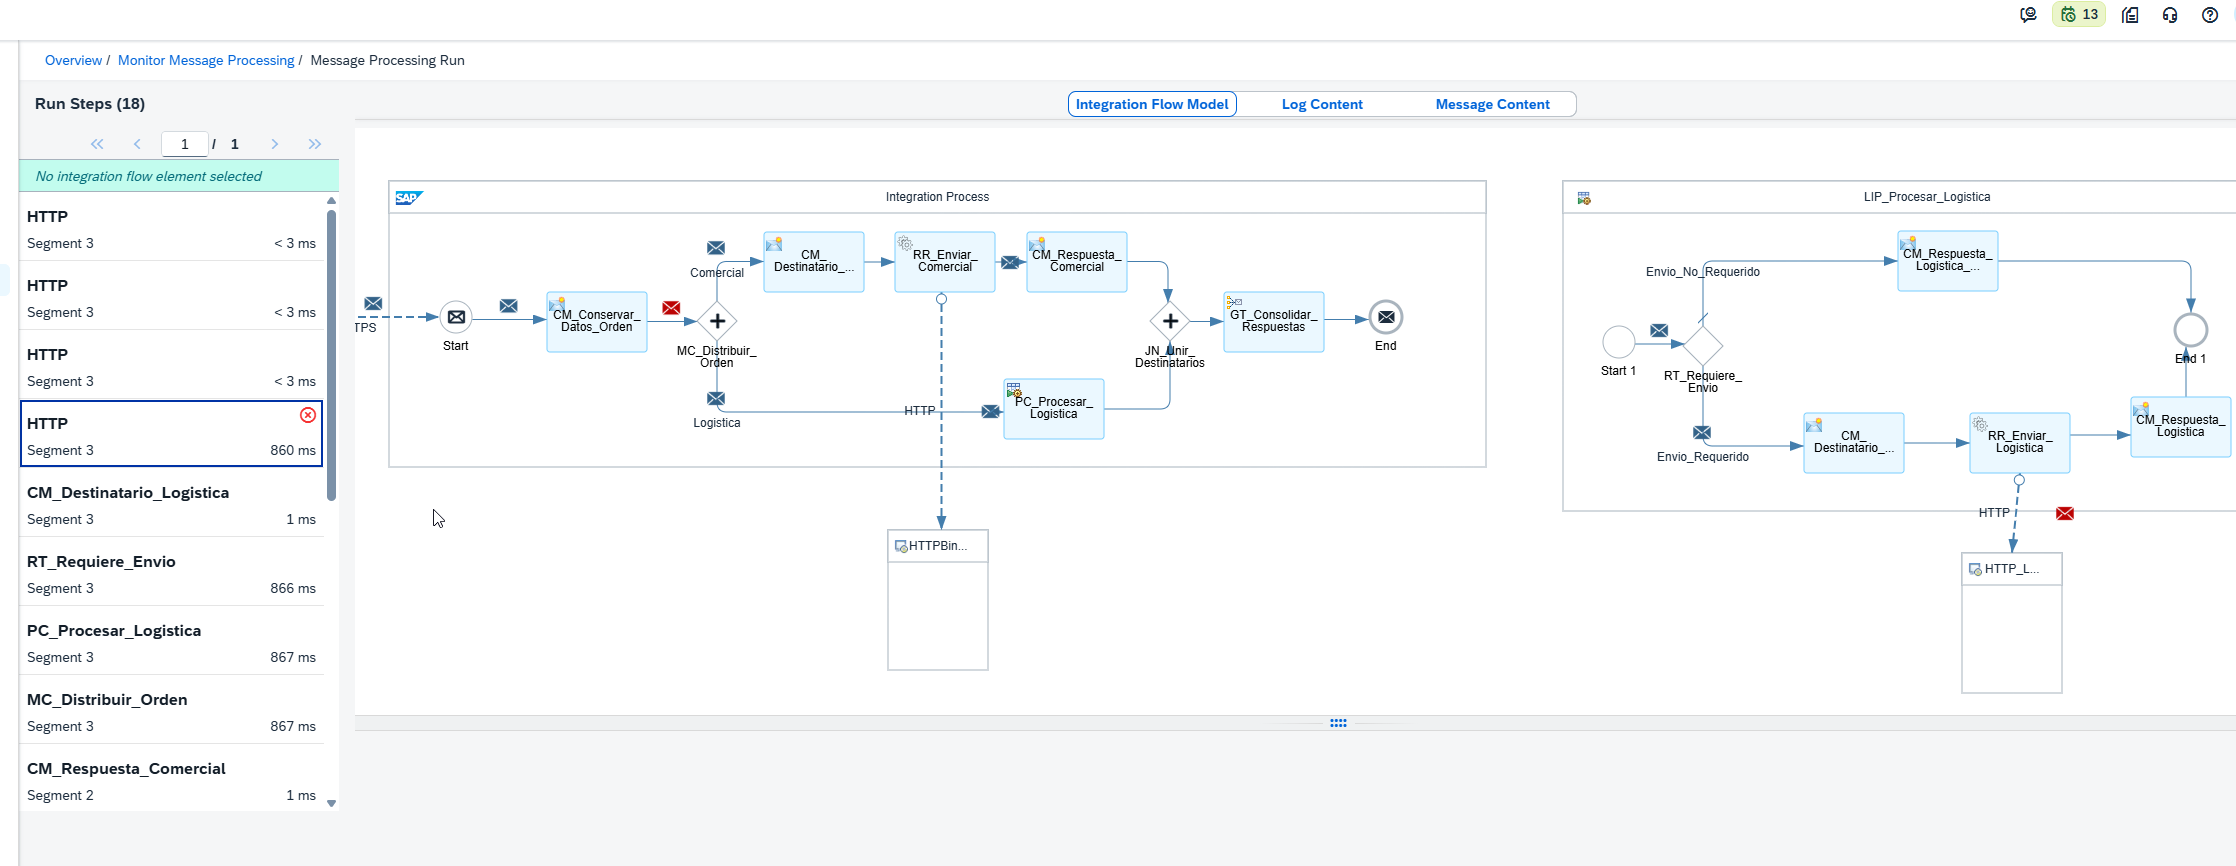 13
Overview / Monitor Message Processing / Message Processing Run
Run Steps (18)
Integration Flow Model
Log Content
Message Content
1 / 1
No integration flow element selected
HTTP
Segment 3 < 3 ms
HTTP
Segment 3 < 3 ms
HTTP
Segment 3 < 3 ms
HTTP
Segment 3 860 ms
CM_Destinatario_Logistica
Segment 3 1 ms
RT_Requiere_Envio
Segment 3 866 ms
PC_Procesar_Logistica
Segment 3 867 ms
MC_Distribuir_Orden
Segment 3 867 ms
CM_Respuesta_Comercial
Segment 2 1 ms
SAP
Integration Process
TPS
Start
CM_Conservar_
Datos_Orden
Comercial
MC_Distribuir_
Orden
Logistica
CM_
Destinatario_...
RR_Enviar_
Comercial
CM_Respuesta_
Comercial
HTTP
PC_Procesar_
Logistica
JN_Unir_
Destinatarios
GT_Consolidar_
Respuestas
End
HTTPBin...
LIP_Procesar_Logistica
Start 1
Envio_No_Requerido
RT_Requiere_
Envio
Envio_Requerido
CM_Respuesta_
Logistica_...
CM_
Destinatario_...
RR_Enviar_
Logistica
CM_Respuesta_
Logistica
End 1
HTTP
HTTP_L...